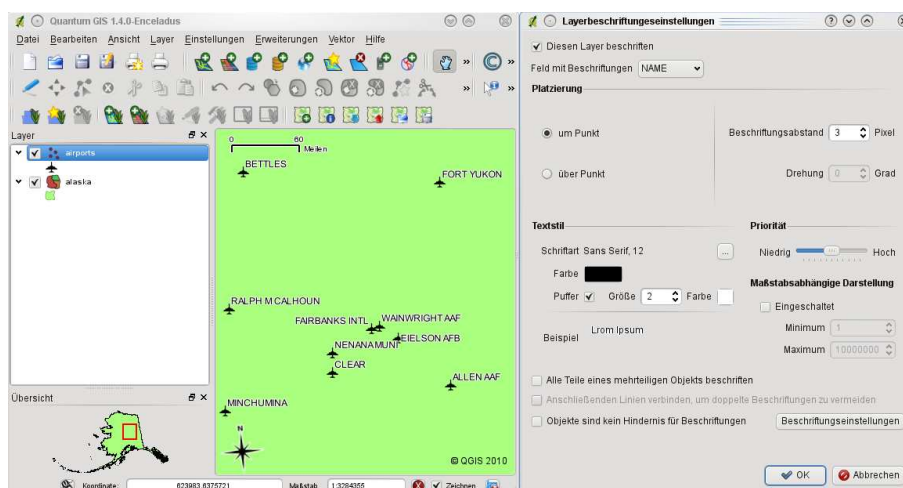 Quantum GIS 1.4.0-Enceladus
Datei Bearbeiten Ansicht Layer Einstellungen Erweiterungen Vektor Hilfe
Layer
airports
alaska
Übersicht
0 60
Meilen
BETTLES
FORT YUKON
RALPH M CALHOUN
FAIRBANKS INTL
WAINWRIGHT AAF
NENANA MUNI
EIELSON AFB
CLEAR
ALLEN AAF
MINCHUMINA
N
© QGIS 2010
Koordinate: 623983,6375721 Maßstab 1:3284355 Zeichnen
Layerbeschriftungseinstellungen
Diesen Layer beschriften
Feld mit Beschriftungen NAME
Platzierung
um Punkt Beschriftungsabstand 3 Pixel
über Punkt Drehung 0 Grad
Textstil
Schriftart Sans Serif, 12 ...
Farbe
Puffer Größe 2 Farbe
Beispiel Lrom Ipsum
Priorität
Niedrig Hoch
Maßstabsabhängige Darstellung
Eingeschaltet
Minimum 1
Maximum 10000000
Alle Teile eines mehrteiligen Objekts beschriften
Anschließenden Linien verbinden, um doppelte Beschriftungen zu vermeiden
Objekte sind kein Hindernis für Beschriftungen Beschriftungseinstellungen
OK Abbrechen